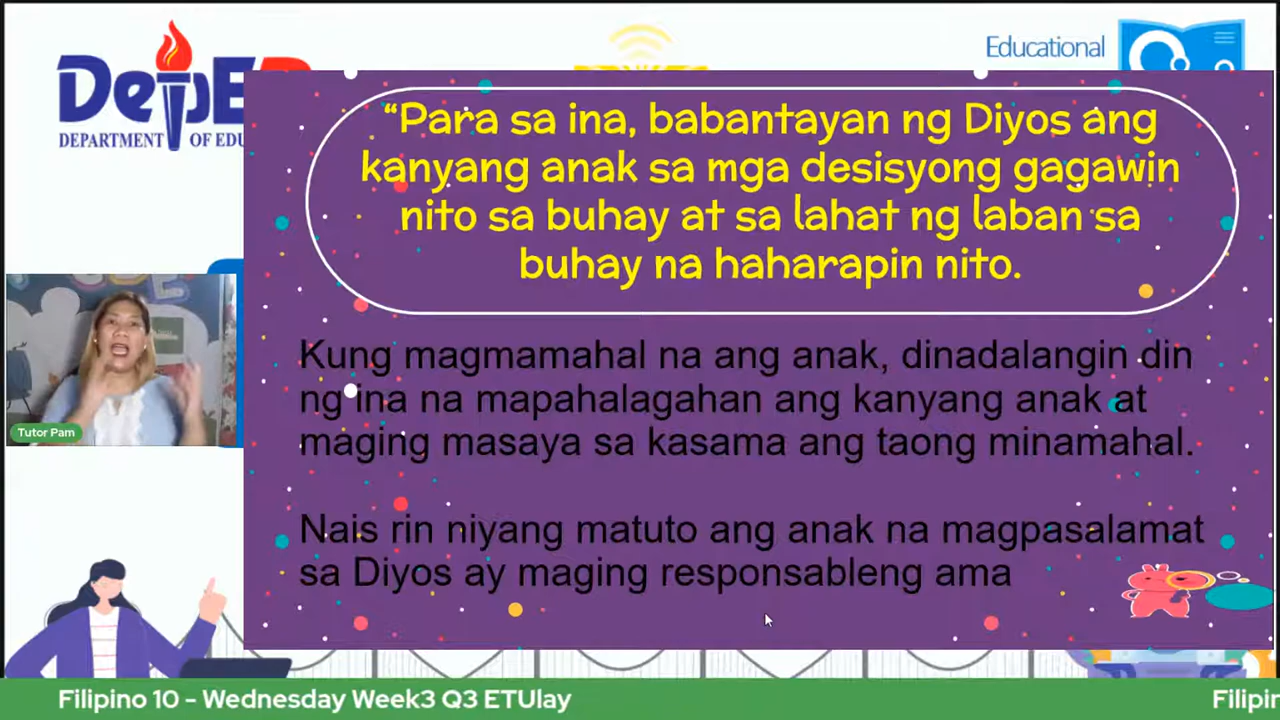 DepE
DEPARTMENT OF EDU
Educational
“Para sa ina, babantayan ng Diyos ang
kanyang anak sa mga desisyong gagawin
nito sa buhay at sa lahat ng laban sa
buhay na haharapin nito.
Tutor Pam
Kung magmamahal na ang anak, dinadalangin din
ng ina na mapahalagahan ang kanyang anak at
maging masaya sa kasama ang taong minamahal.
Nais rin niyang matuto ang anak na magpasalamat
sa Diyos ay maging responsableng ama
Filipino 10 - Wednesday Week3 Q3 ETUlay
Filipin